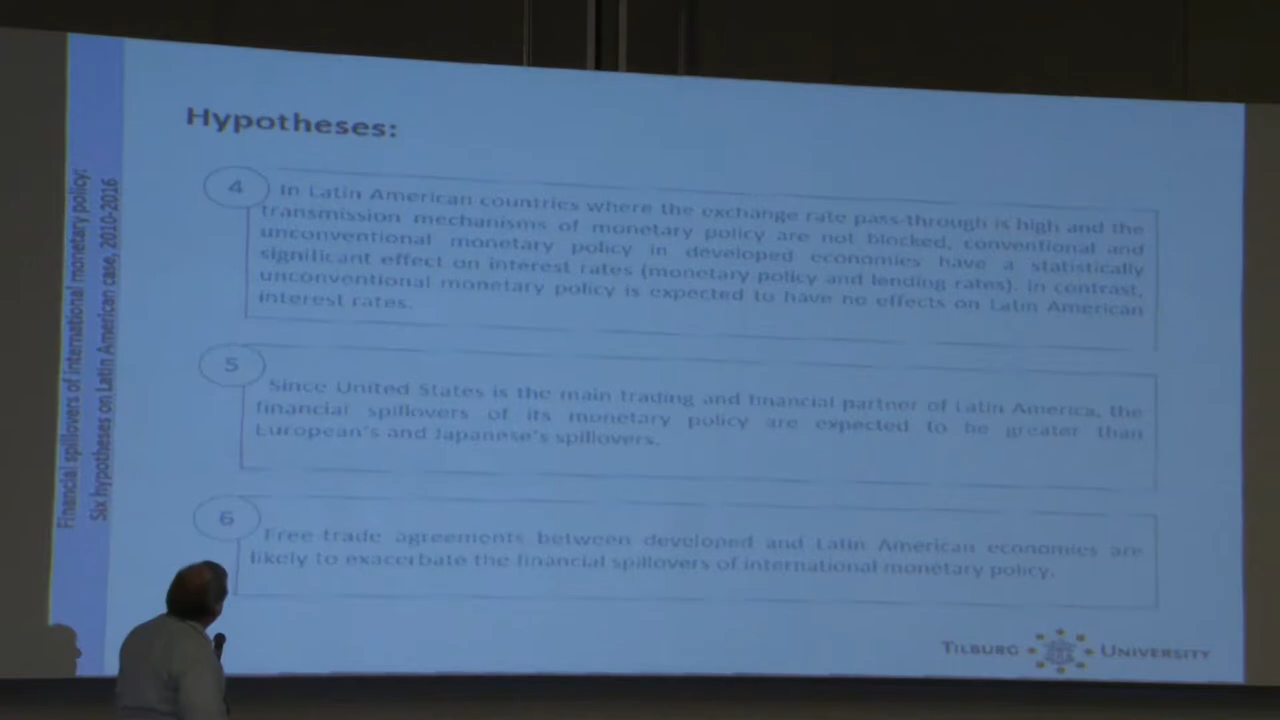 Financial spillovers of international monetary policy:
Six hypotheses on Latin American case, 2010-2016
Hypotheses:
4
In Latin American countries where the exchange rate pass-through is high and the
transmission mechanisms of monetary policy are not blocked, conventional and
unconventional monetary policy in developed economies have a statistically
significant effect on interest rates (monetary policy and lending rates). In contrast,
unconventional monetary policy is expected to have no effects on Latin American
interest rates.
5
Since United States is the main trading and financial partner of Latin America, the
financial spillovers of its monetary policy are expected to be greater than
European's and Japanese's spillovers.
6
Free trade agreements between developed and Latin American economies are
likely to exacerbate the financial spillovers of international monetary policy.
TILBURG UNIVERSITY